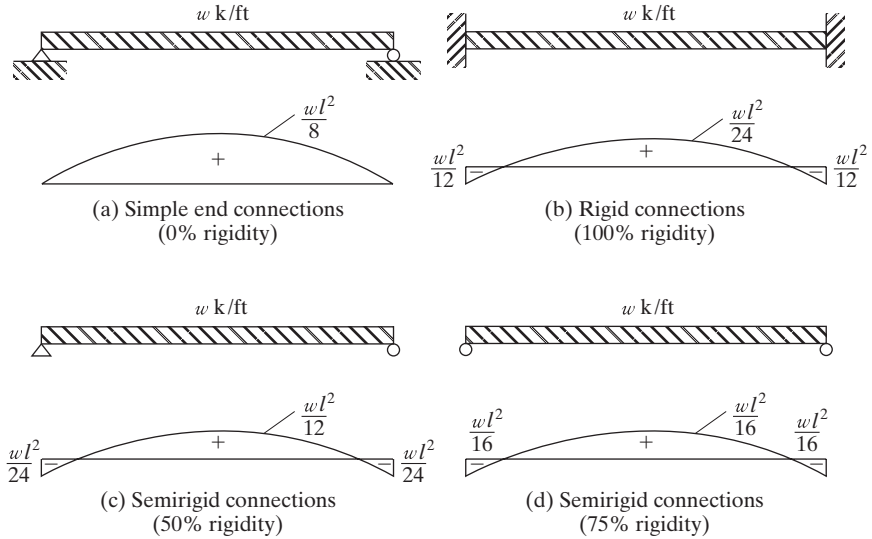 w k/ft
wl²/8
+
(a) Simple end connections
(0% rigidity)
w k/ft
wl²/24
wl²/12
−
+
−
wl²/12
(b) Rigid connections
(100% rigidity)
w k/ft
wl²/12
wl²/24
−
+
−
wl²/24
(c) Semirigid connections
(50% rigidity)
w k/ft
wl²/16
wl²/16
wl²/16
−
+
−
(d) Semirigid connections
(75% rigidity)